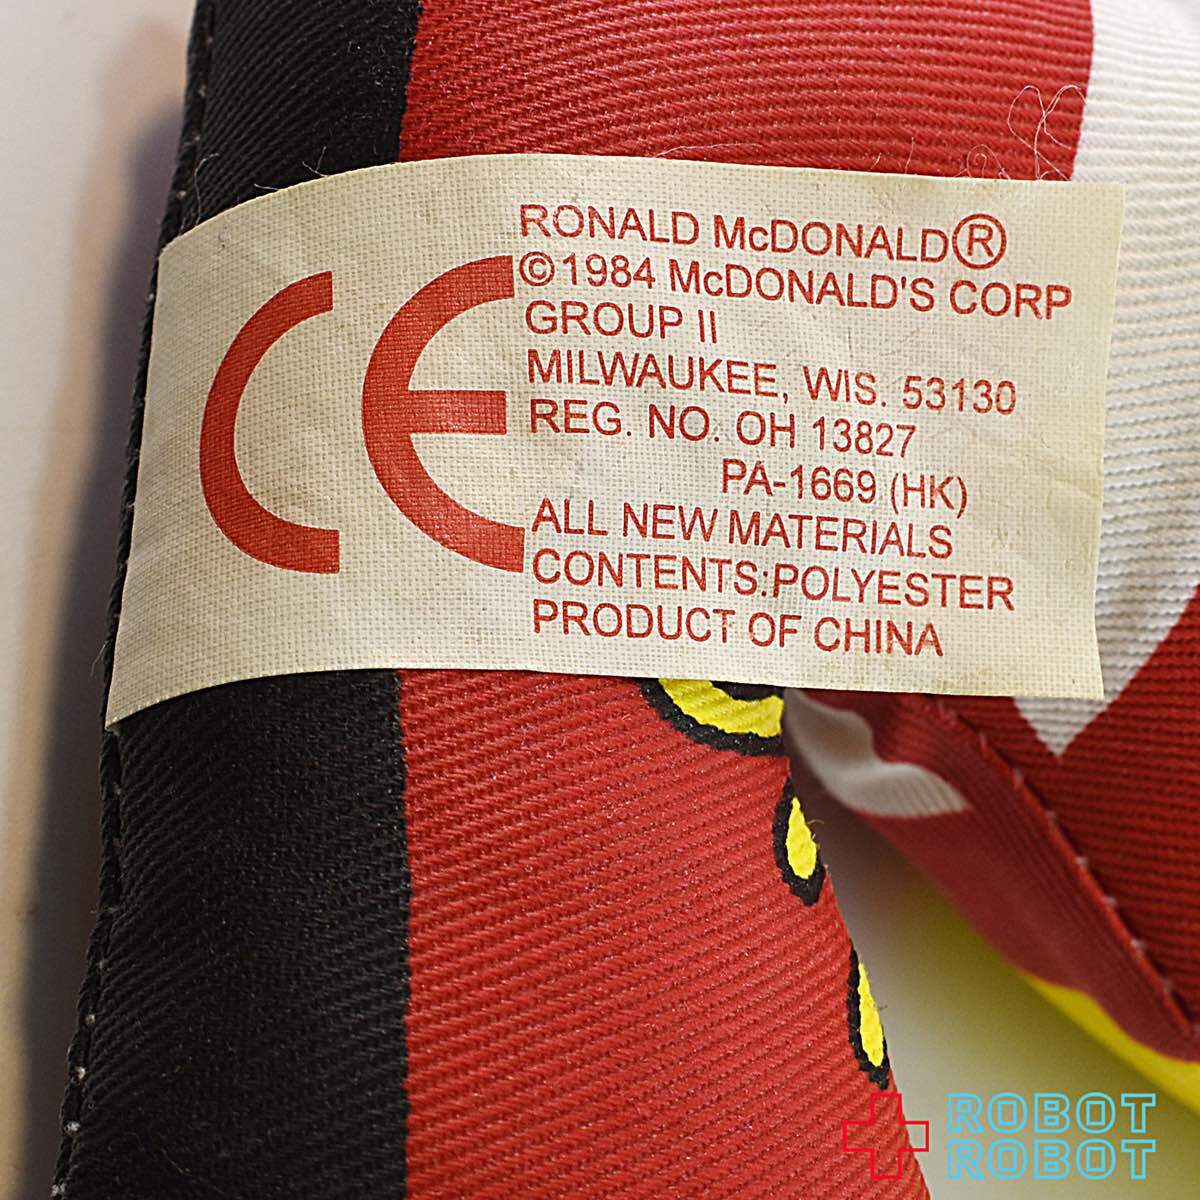 CE
RONALD McDONALD®
©1984 McDONALD'S CORP
GROUP II
MILWAUKEE, WIS. 53130
REG. NO. OH 13827
PA-1669 (HK)
ALL NEW MATERIALS
CONTENTS:POLYESTER
PRODUCT OF CHINA
ROBOT
ROBOT